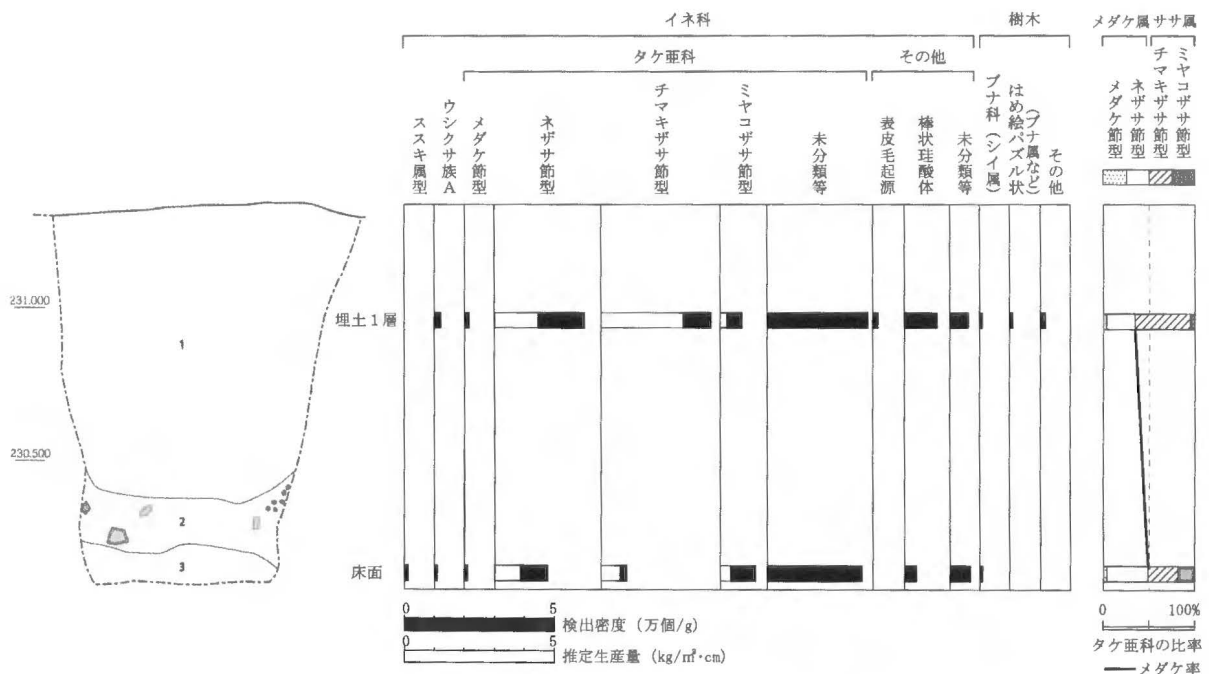 イネ科
樹木
メダケ属 ササ属
タケ亜科
その他
ススキ属型
ウシクサ族A
メダケ節型
ネザサ節型
チマキザサ節型
ミヤコザサ節型
未分類等
表皮毛起源
棒状珪酸体
未分類等
ブナ科（シイ属）
はめ絵パズル状
（ブナ属など）
その他
メダケ節型
ネザサ節型
チマキザサ節型
ミヤコザサ節型
231.000
230.500
1
2
3
埋土1層
床面
0 5
検出密度（万個/g）
0 5
推定生産量（kg/㎡・cm）
0 100%
タケ亜科の比率
メダケ率